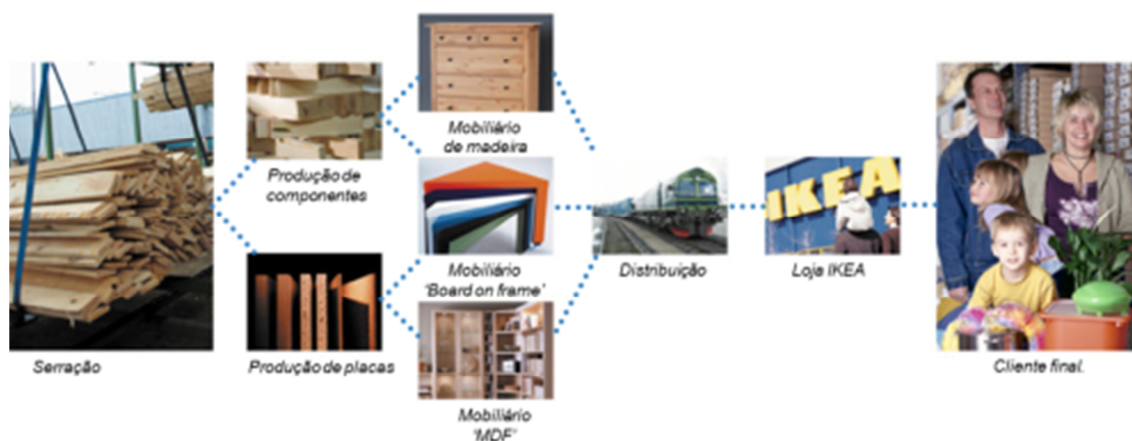 Serração
Produção de
componentes
Produção de placas
Mobiliário
de madeira
Mobiliário
'Board on frame'
Mobiliário
'MDF'
Distribuição
IKEA
Loja IKEA
Cliente final.